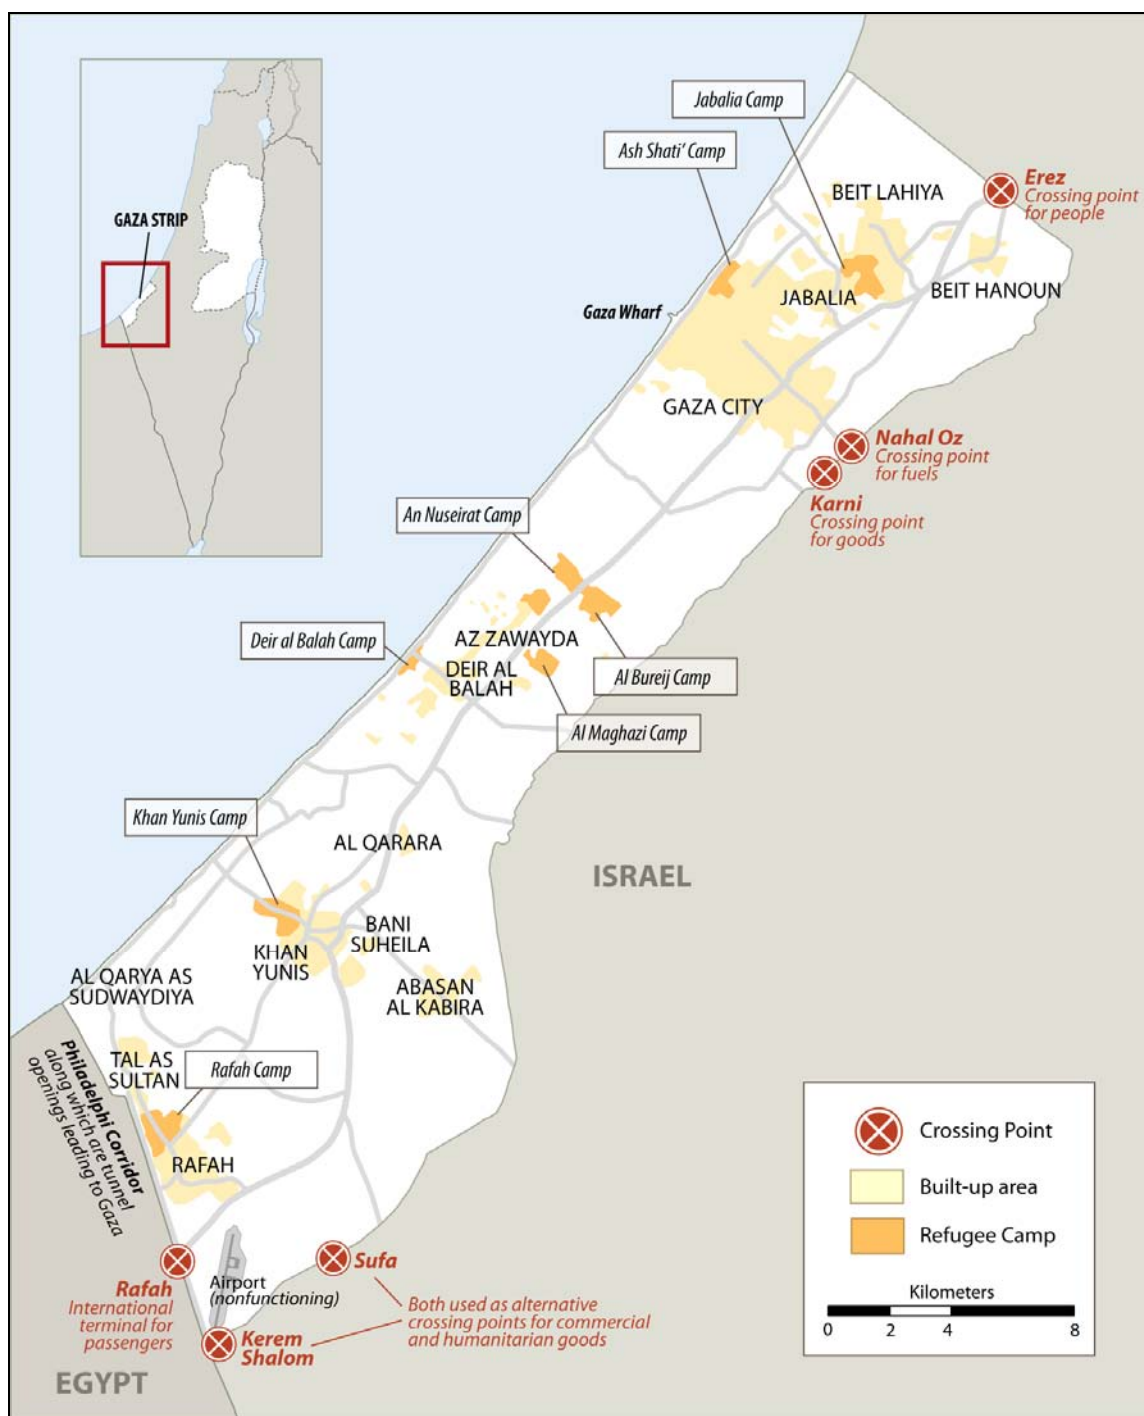 GAZA STRIP
Jabalia Camp
Ash Shati' Camp
BEIT LAHIYA
Erez
Crossing point
for people
JABALIA
BEIT HANOUN
Gaza Wharf
GAZA CITY
Nahal Oz
Crossing point
for fuels
Karni
Crossing point
for goods
An Nuseirat Camp
Deir al Balah Camp
AZ ZAWAYDA
DEIR AL
BALAH
Al Bureij Camp
Al Maghazi Camp
Khan Yunis Camp
AL QARARA
ISRAEL
BANI
SUHEILA
KHAN
YUNIS
AL QARYA AS
SUDWAYDIYA
ABASAN
AL KABIRA
Philadelphi Corridor
along which are tunnel
openings leading to Gaza
TAL AS
SULTAN
Rafah Camp
RAFAH
Rafah
International
terminal for
passengers
Airport
(nonfunctioning)
Sufa
Kerem
Shalom
Both used as alternative
crossing points for commercial
and humanitarian goods
EGYPT
Crossing Point
Built-up area
Refugee Camp
Kilometers
0 2 4 8